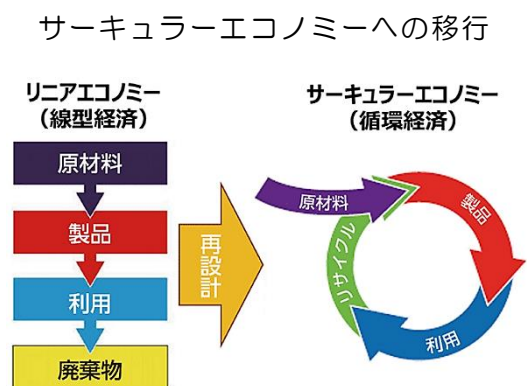 サーキュラーエコノミーへの移行
リニアエコノミー
（線型経済）
原材料
製品
利用
廃棄物
再設計
サーキュラーエコノミー
（循環経済）
原材料
製品
利用
リサイクル